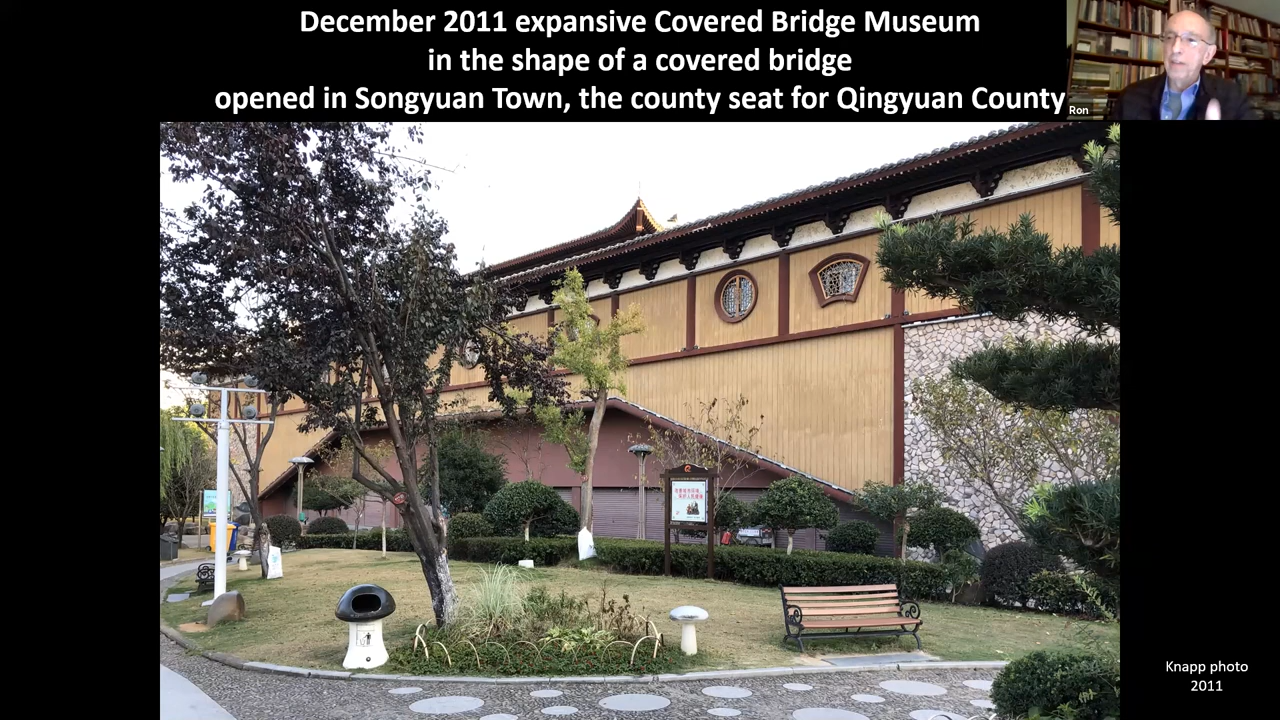 December 2011 expansive Covered Bridge Museum
in the shape of a covered bridge
opened in Songyuan Town, the county seat for Qingyuan County
Ron
Knapp photo
2011